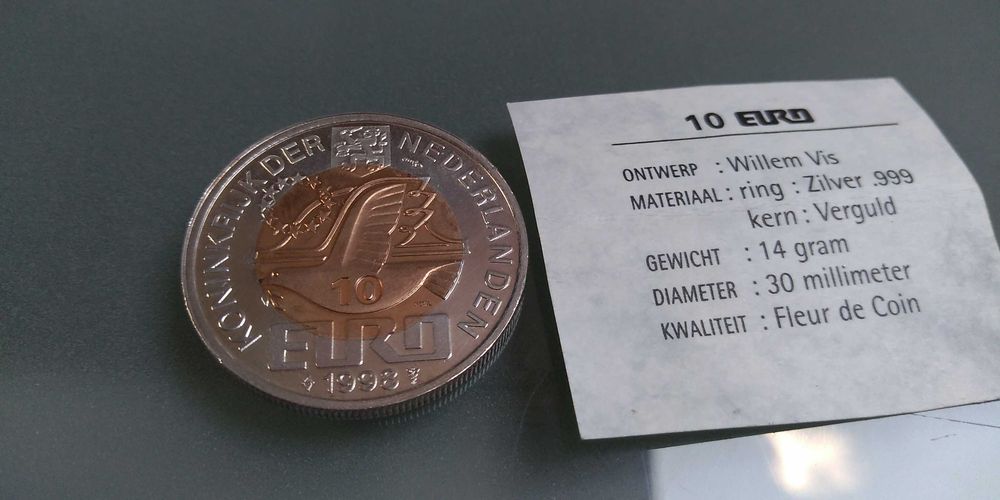 KONINKRIJK DER NEDERLANDEN
10
EURO
1998
10 EURO
ONTWERP : Willem Vis
MATERIAAL : ring : Zilver .999
kern : Verguld
GEWICHT : 14 gram
DIAMETER : 30 millimeter
KWALITEIT : Fleur de Coin